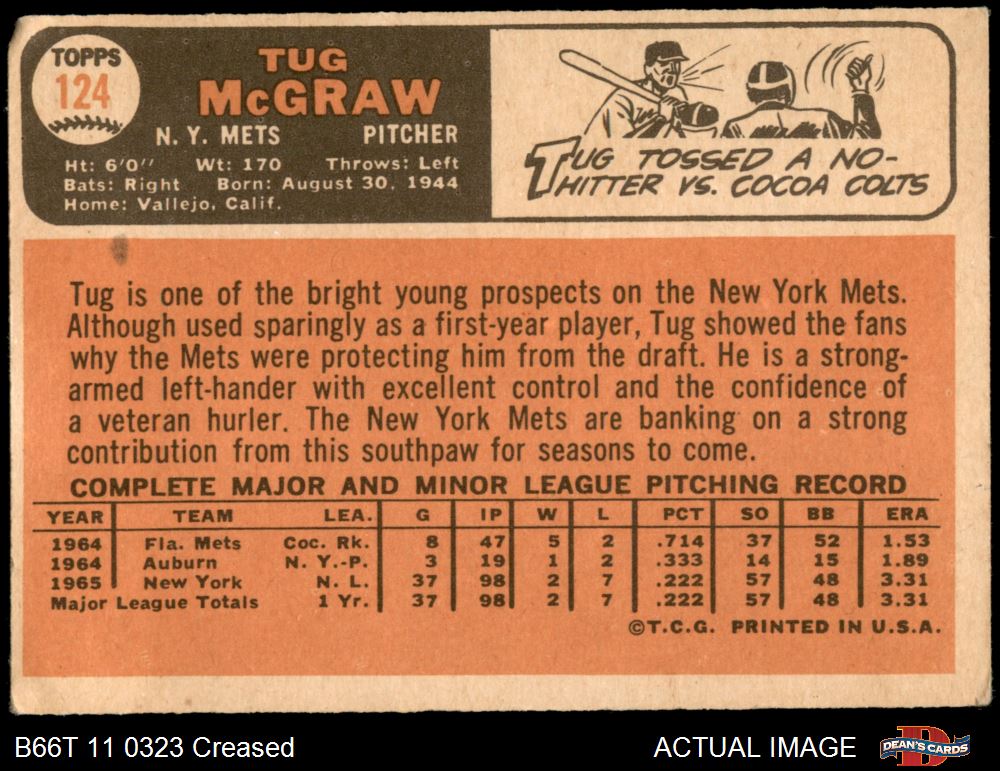 TOPPS
124
TUG
McGRAW
N. Y. METS PITCHER
Ht: 6'0'' Wt: 170 Throws: Left
Bats: Right Born: August 30, 1944
Home: Vallejo, Calif.
TUG TOSSED A NO-
HITTER VS. COCOA COLTS
Tug is one of the bright young prospects on the New York Mets.
Although used sparingly as a first-year player, Tug showed the fans
why the Mets were protecting him from the draft. He is a strong-
armed left-hander with excellent control and the confidence of
a veteran hurler. The New York Mets are banking on a strong
contribution from this southpaw for seasons to come.
COMPLETE MAJOR AND MINOR LEAGUE PITCHING RECORD
YEAR TEAM LEA. G IP W L PCT SO BB ERA
1964 Fla. Mets Coc. Rk. 8 47 5 2 .714 37 52 1.53
1964 Auburn N. Y.-P. 3 19 1 2 .333 14 15 1.89
1965 New York N. L. 37 98 2 7 .222 57 48 3.31
Major League Totals 1 Yr. 37 98 2 7 .222 57 48 3.31
©T.C.G. PRINTED IN U.S.A.
B66T 11 0323 Creased ACTUAL IMAGE DEAN'S CARDS